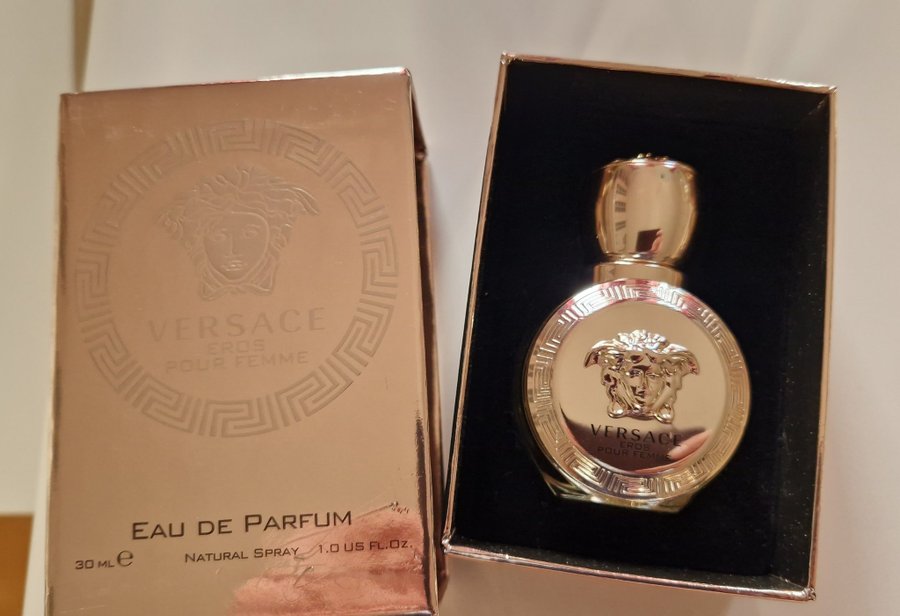 VERSACE
EROS
POUR FEMME
EAU DE PARFUM
30 ML e NATURAL SPRAY 1.0 US FL.OZ.
VERSACE
EROS
POUR FEMME